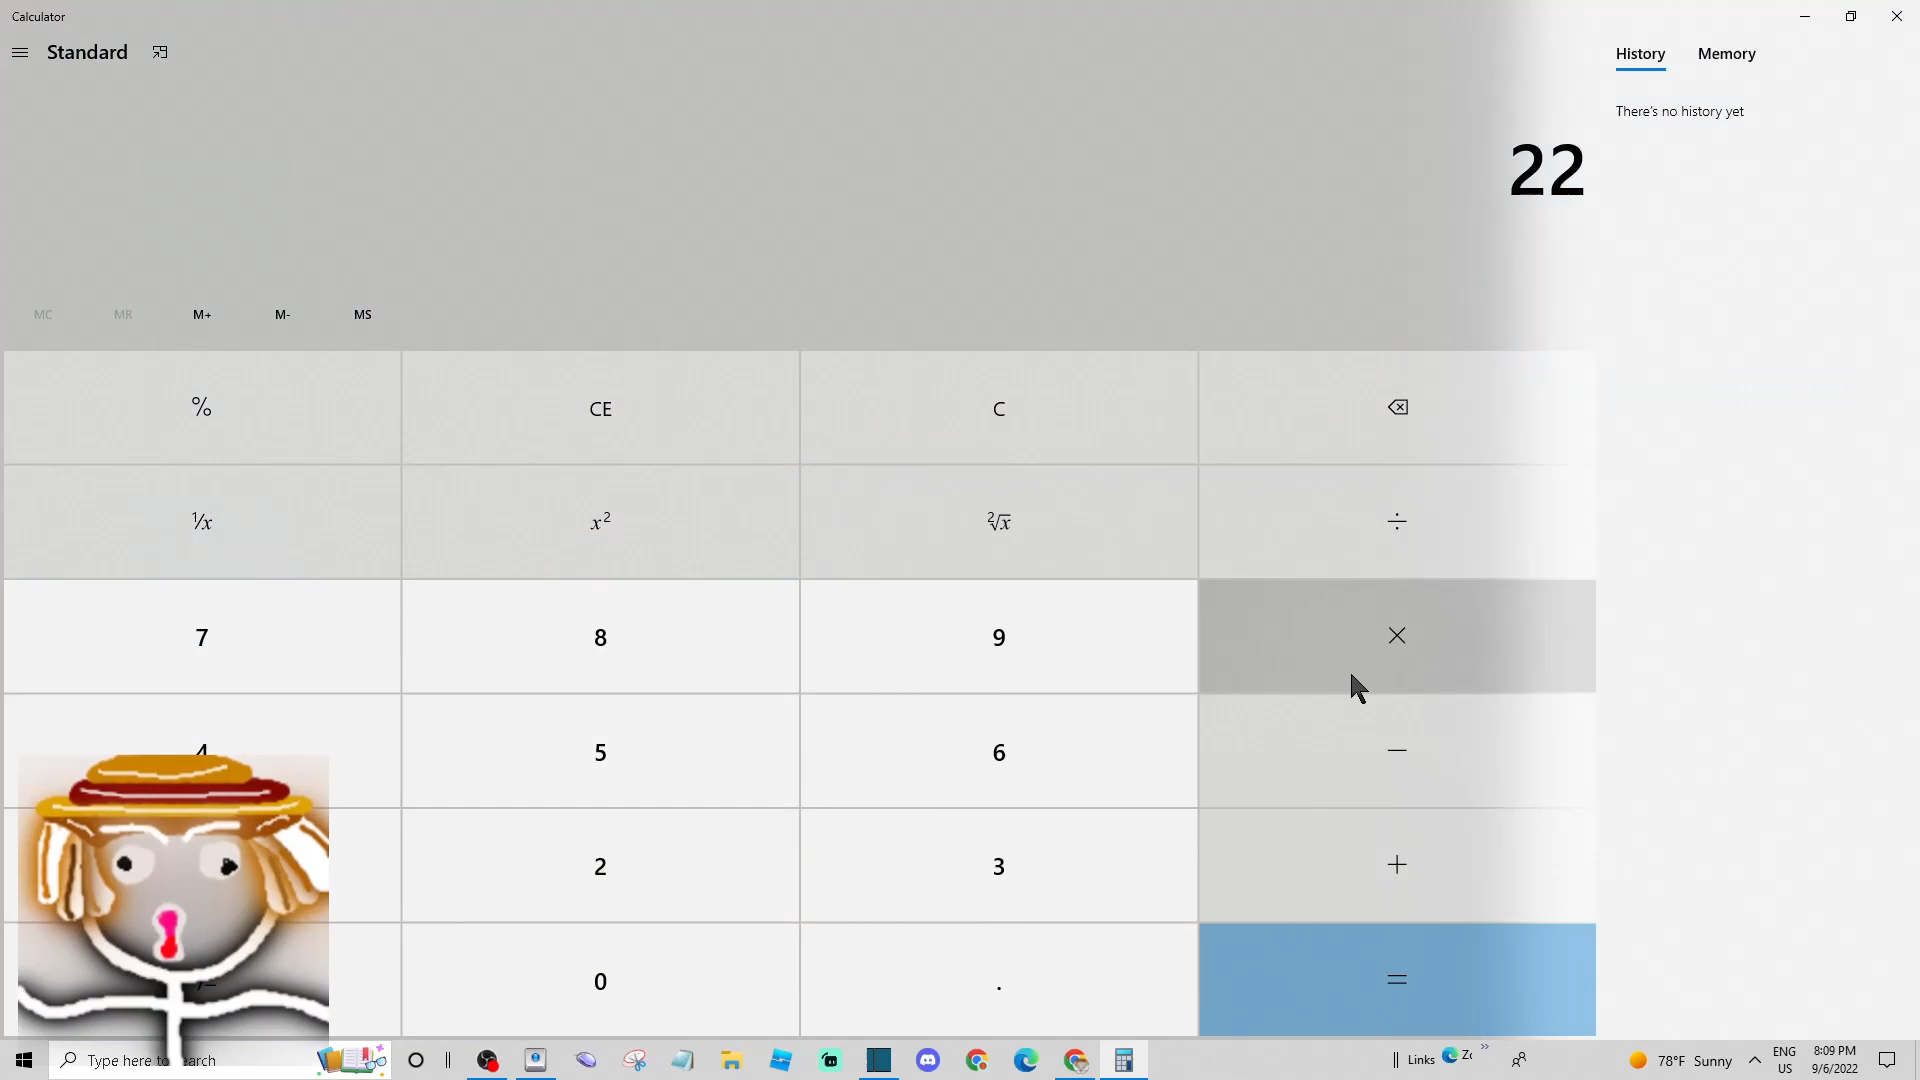 Calculator
Standard
History Memory
There's no history yet
22
MC MR M+ M- MS
% CE C
¹/x x² ²√x ÷
7 8 9 ×
4 5 6 −
2 3 +
0 . =
Type here to search
Links
78°F Sunny
ENG
US
8:09 PM
9/6/2022